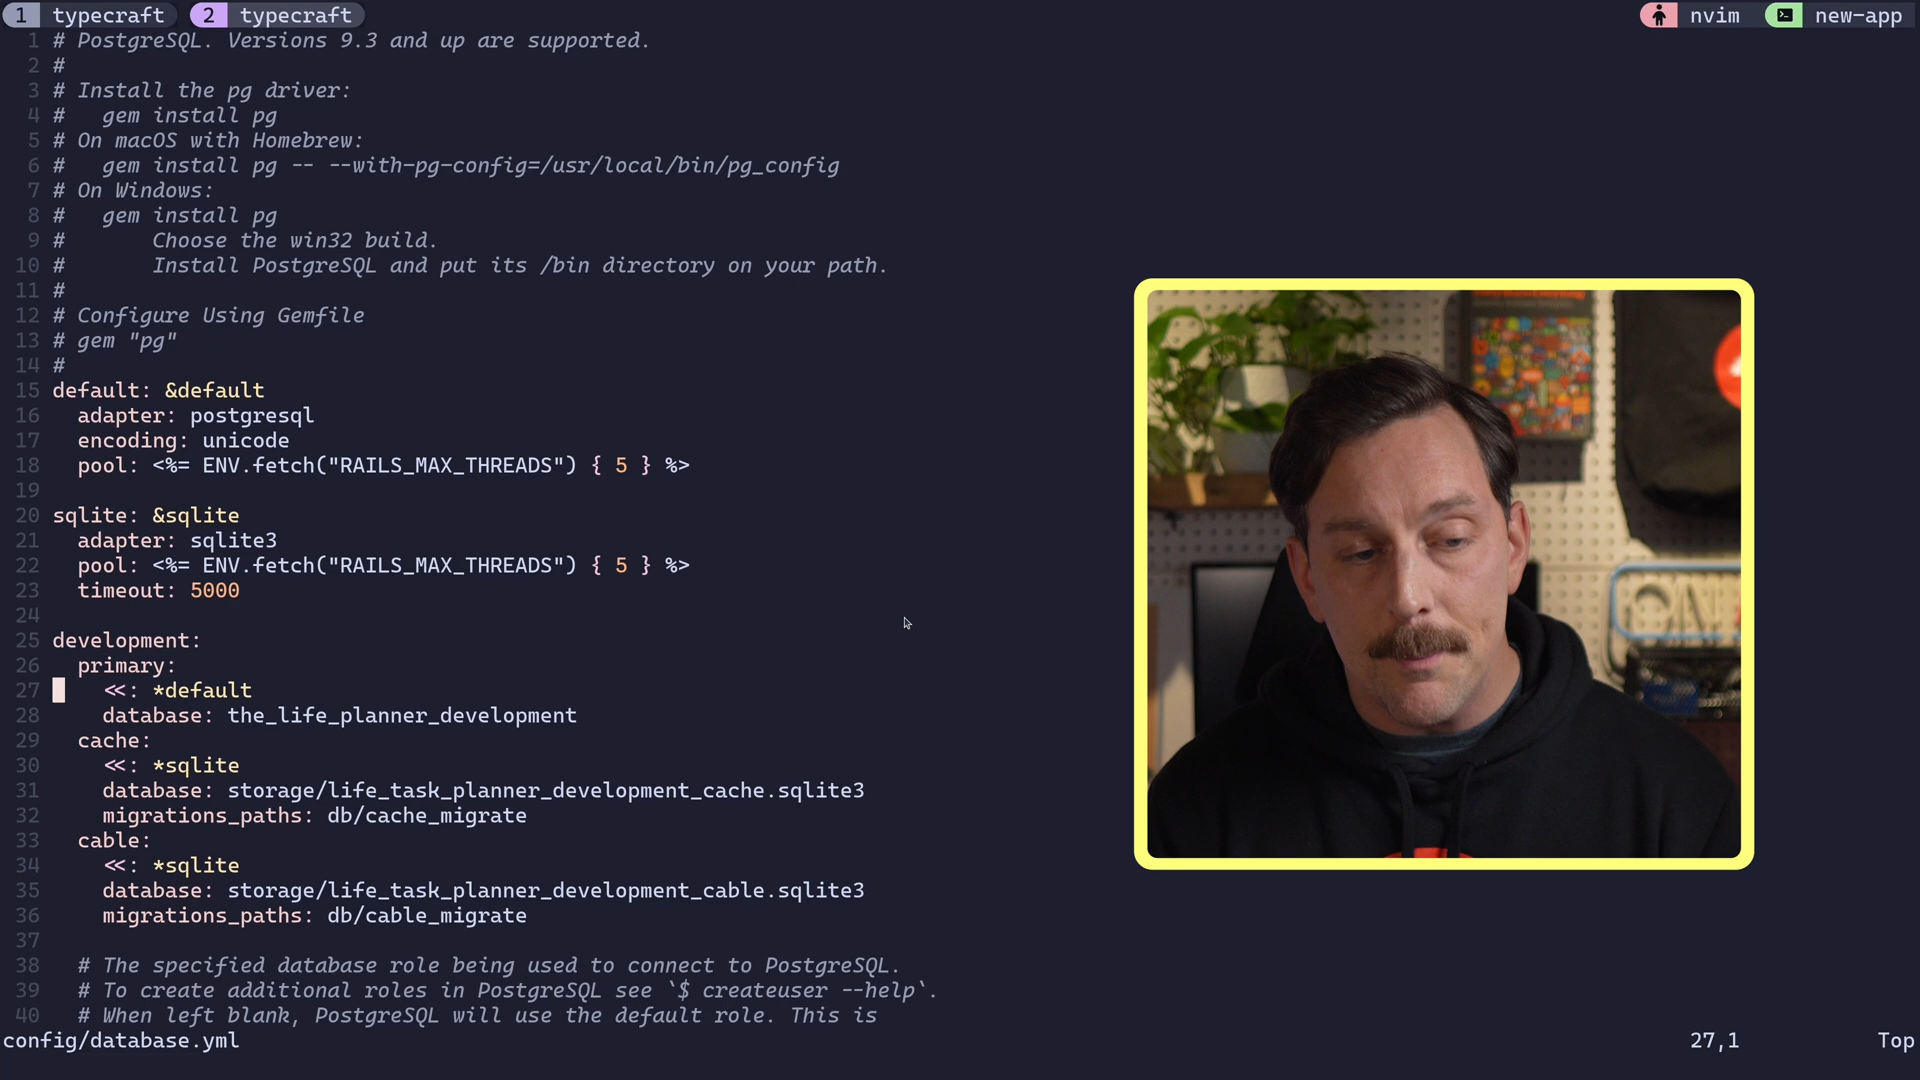 1 typecraft 2 typecraft nvim new-app
1 # PostgreSQL. Versions 9.3 and up are supported.
2 #
3 # Install the pg driver:
4 #   gem install pg
5 # On macOS with Homebrew:
6 #   gem install pg -- --with-pg-config=/usr/local/bin/pg_config
7 # On Windows:
8 #   gem install pg
9 #       Choose the win32 build.
10 #       Install PostgreSQL and put its /bin directory on your path.
11 #
12 # Configure Using Gemfile
13 # gem "pg"
14 #
15 default: &default
16   adapter: postgresql
17   encoding: unicode
18   pool: <%= ENV.fetch("RAILS_MAX_THREADS") { 5 } %>
19
20 sqlite: &sqlite
21   adapter: sqlite3
22   pool: <%= ENV.fetch("RAILS_MAX_THREADS") { 5 } %>
23   timeout: 5000
24
25 development:
26   primary:
27     <<: *default
28     database: the_life_planner_development
29   cache:
30     <<: *sqlite
31     database: storage/life_task_planner_development_cache.sqlite3
32     migrations_paths: db/cache_migrate
33   cable:
34     <<: *sqlite
35     database: storage/life_task_planner_development_cable.sqlite3
36     migrations_paths: db/cable_migrate
37
38   # The specified database role being used to connect to PostgreSQL.
39   # To create additional roles in PostgreSQL see `$ createuser --help`.
40   # When left blank, PostgreSQL will use the default role. This is
config/database.yml 27,1 Top
ON